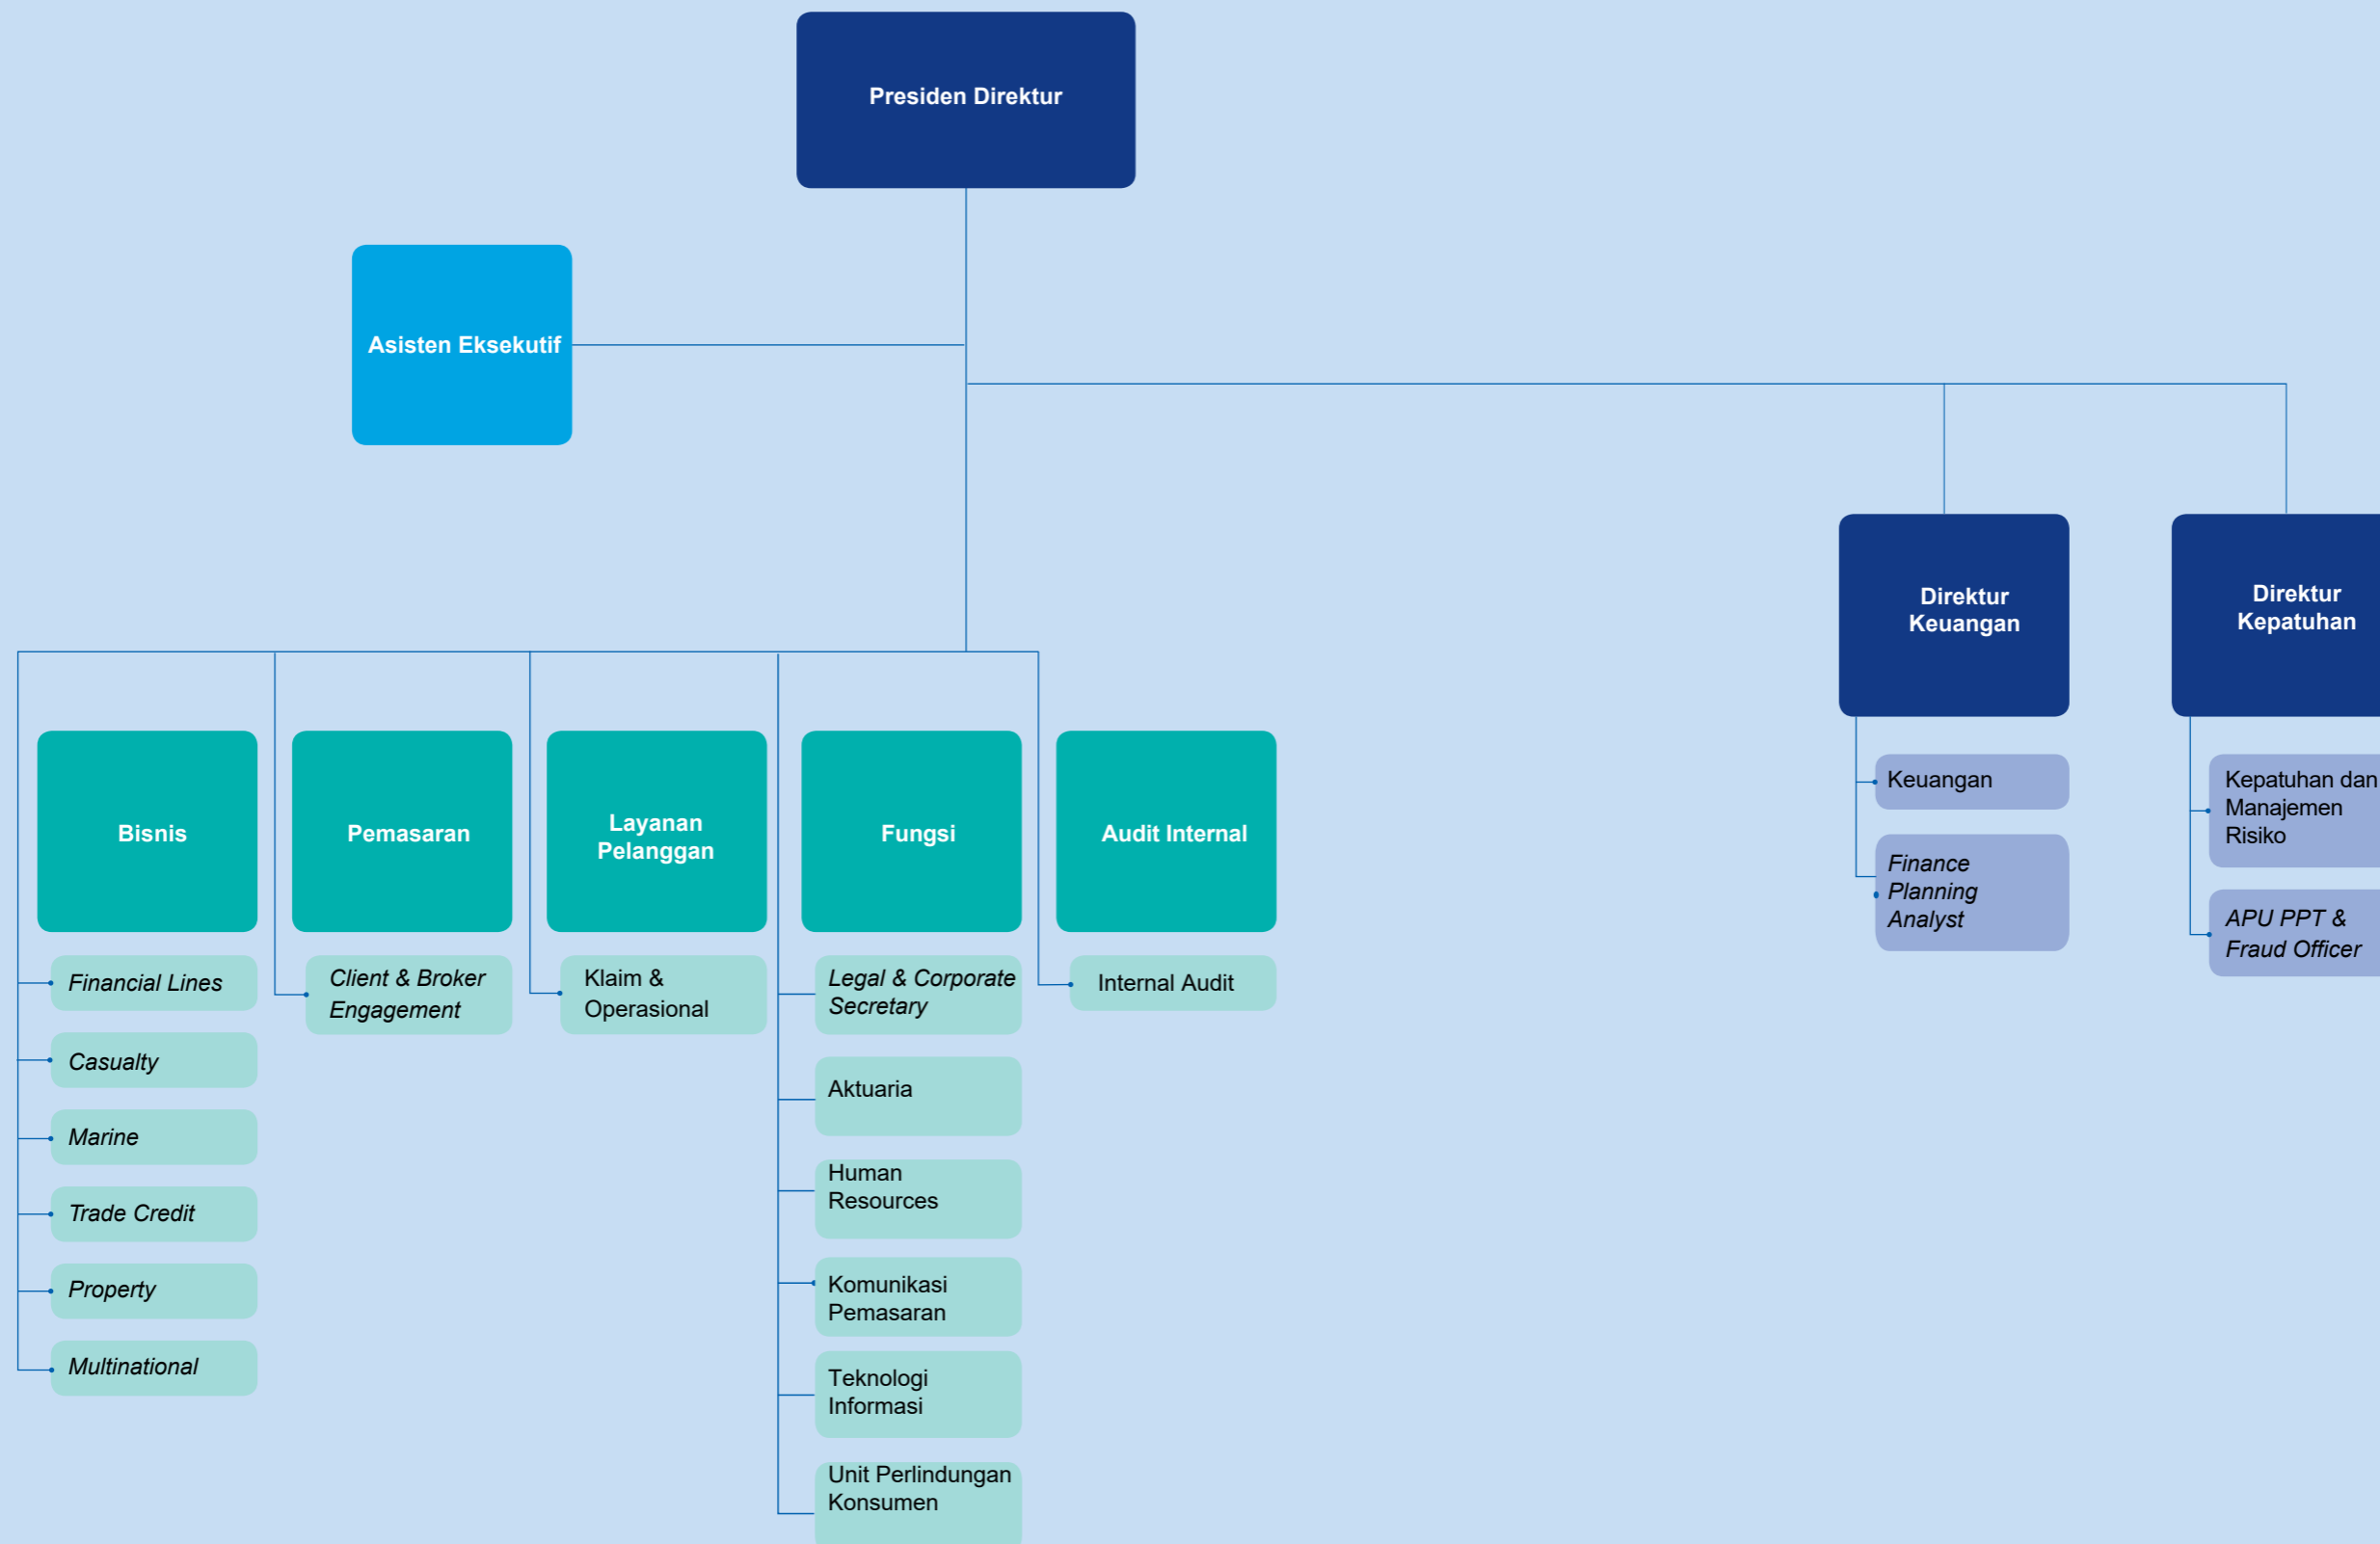 Presiden Direktur
Asisten Eksekutif
Direktur
Keuangan
Direktur
Kepatuhan
Bisnis
Pemasaran
Layanan
Pelanggan
Fungsi
Audit Internal
Financial Lines
Casualty
Marine
Trade Credit
Property
Multinational
Client & Broker
Engagement
Klaim &
Operasional
Legal & Corporate
Secretary
Aktuaria
Human
Resources
Komunikasi
Pemasaran
Teknologi
Informasi
Unit Perlindungan
Konsumen
Internal Audit
Keuangan
Finance
Planning
Analyst
Kepatuhan dan
Manajemen
Risiko
APU PPT &
Fraud Officer